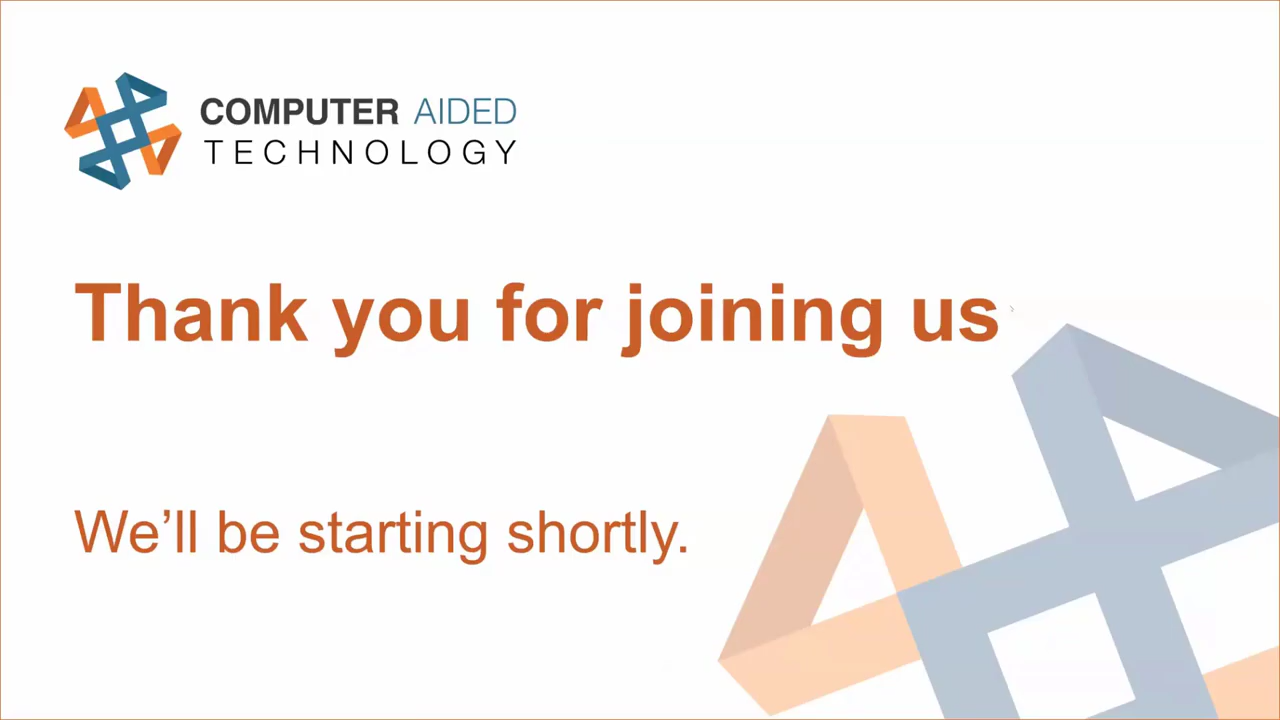 COMPUTER AIDED
TECHNOLOGY
Thank you for joining us
We’ll be starting shortly.